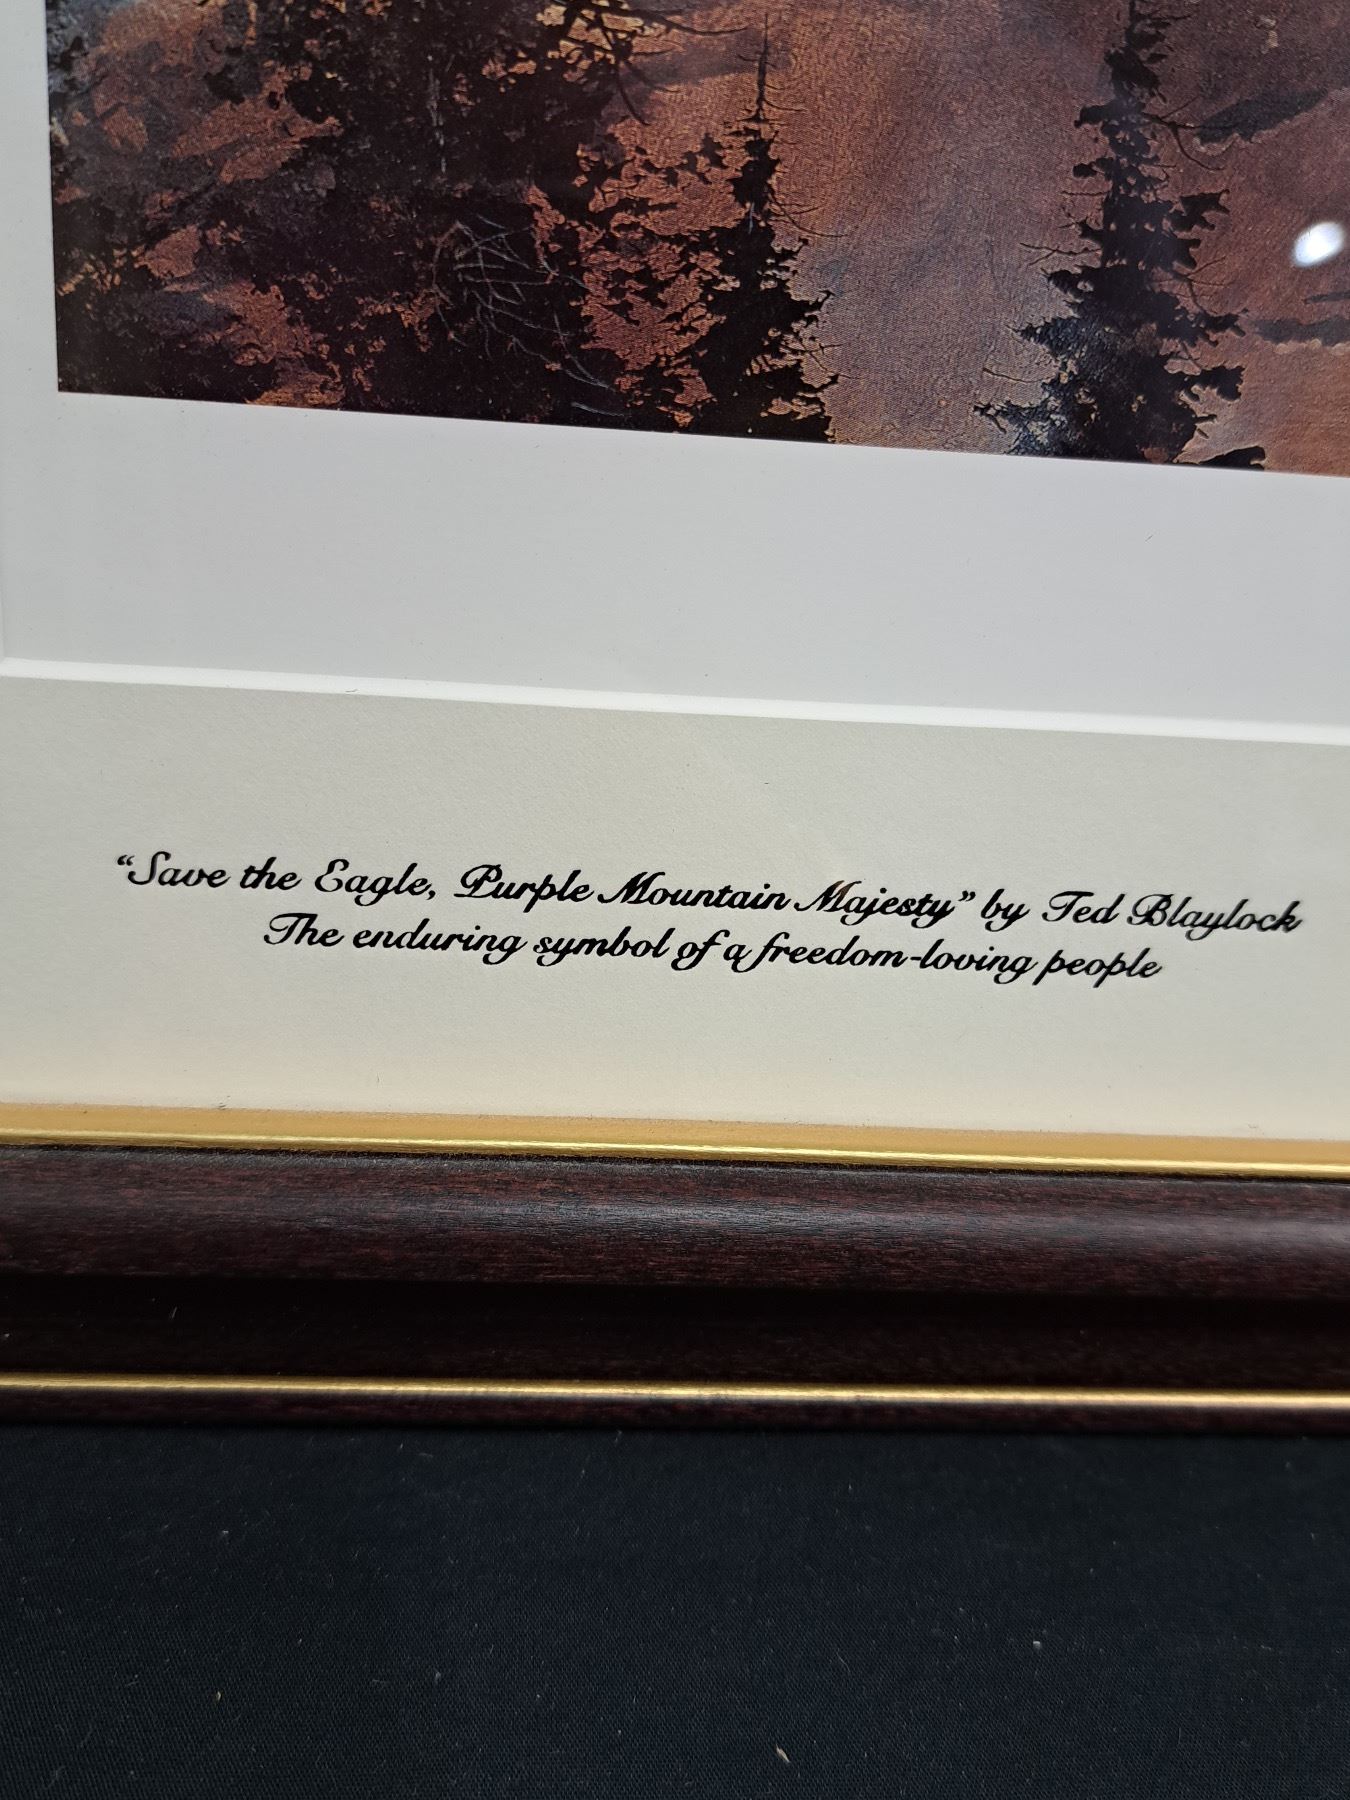 “Save the Eagle, Purple Mountain Majesty” by Ted Blaylock
The enduring symbol of a freedom-loving people